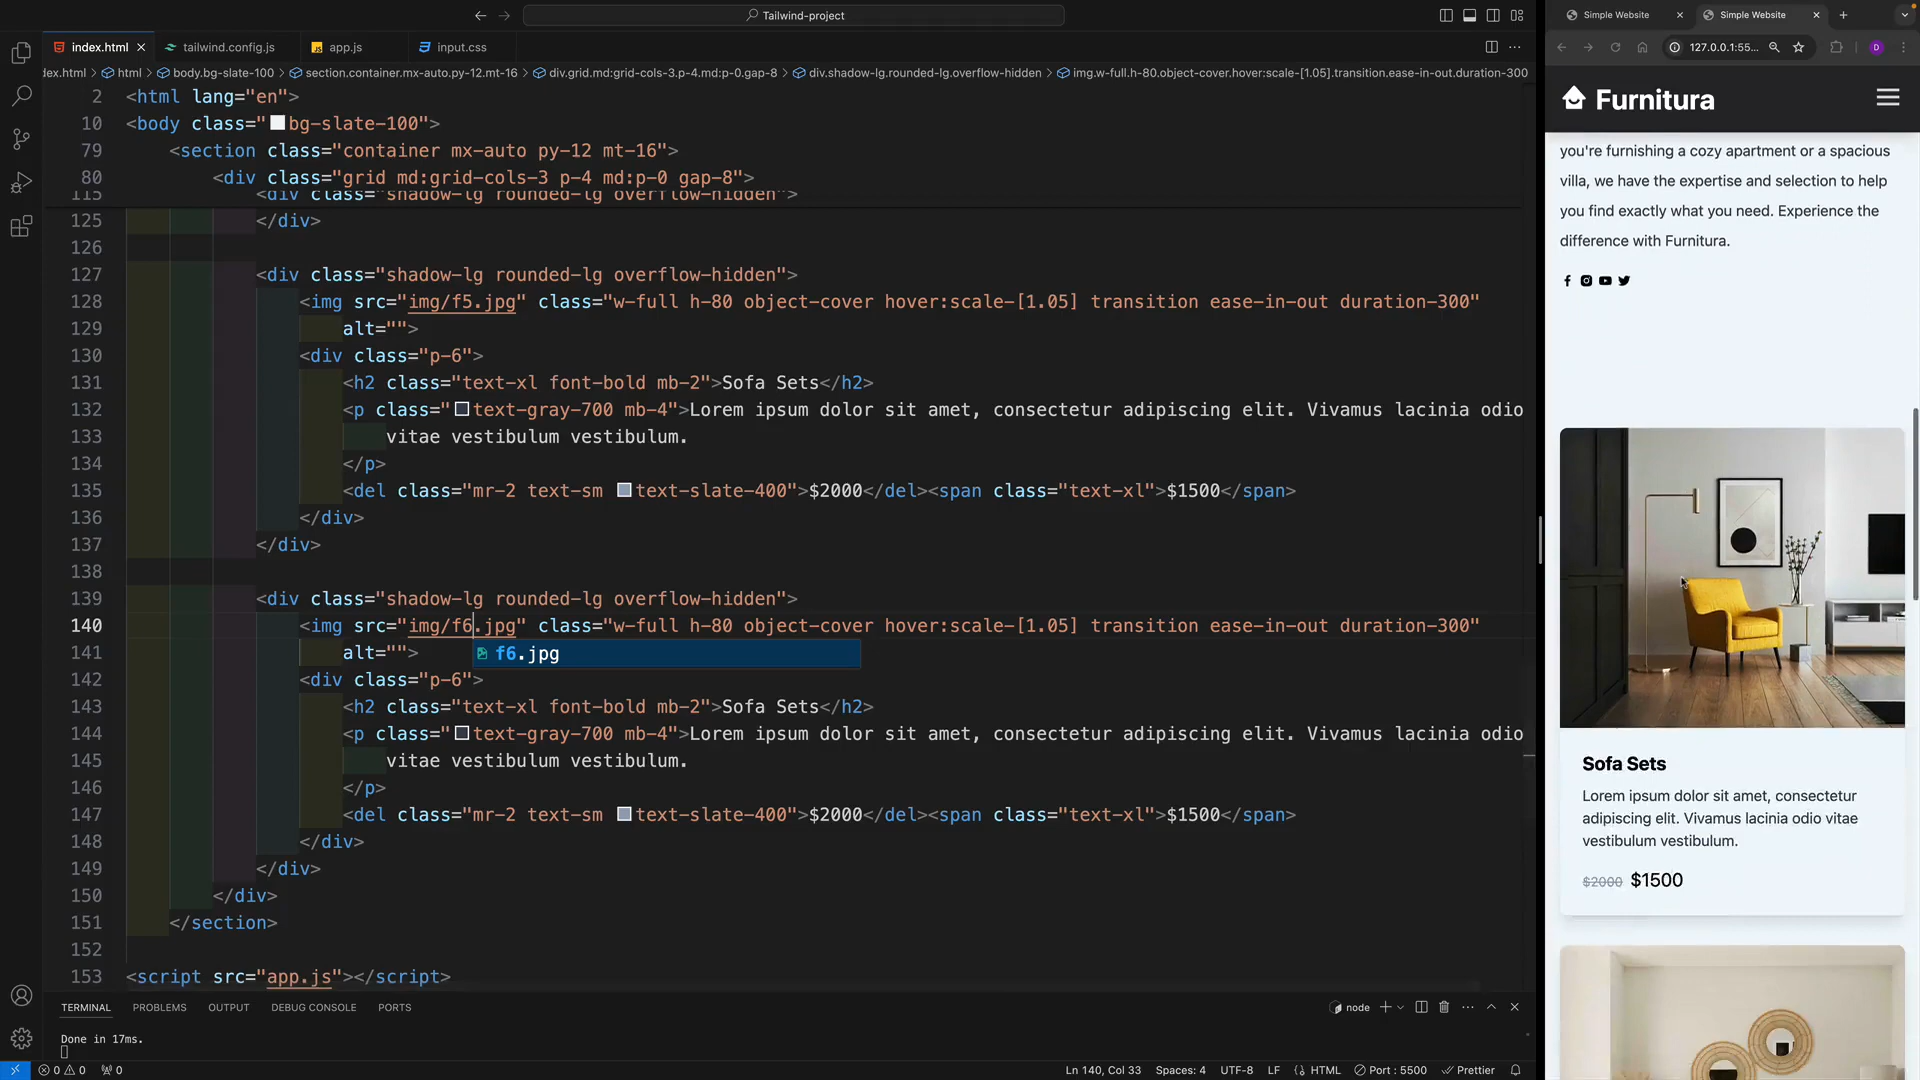 Tailwind-project
index.html
tailwind.config.js
app.js
input.css
dex.html > html > body.bg-slate-100 > section.container.mx-auto.py-12.mt-16 > div.grid.md:grid-cols-3.p-4.md:p-0.gap-8 > div.shadow-lg.rounded-lg.overflow-hidden > img.w-full.h-80.object-cover.hover:scale-[1.05].transition.ease-in-out.duration-300
2 <html lang="en">
10 <body class="bg-slate-100">
79 <section class="container mx-auto py-12 mt-16">
80 <div class="grid md:grid-cols-3 p-4 md:p-0 gap-8">
115 <div class="shadow-lg rounded-lg overflow-hidden">
125 </div>
126
127 <div class="shadow-lg rounded-lg overflow-hidden">
128 <img src="img/f5.jpg" class="w-full h-80 object-cover hover:scale-[1.05] transition ease-in-out duration-300"
129 alt="">
130 <div class="p-6">
131 <h2 class="text-xl font-bold mb-2">Sofa Sets</h2>
132 <p class="text-gray-700 mb-4">Lorem ipsum dolor sit amet, consectetur adipiscing elit. Vivamus lacinia odio
133 vitae vestibulum vestibulum.
134 </p>
135 <del class="mr-2 text-sm text-slate-400">$2000</del><span class="text-xl">$1500</span>
136 </div>
137 </div>
138
139 <div class="shadow-lg rounded-lg overflow-hidden">
140 <img src="img/f6.jpg" class="w-full h-80 object-cover hover:scale-[1.05] transition ease-in-out duration-300"
141 alt="">
f6.jpg
142 <div class="p-6">
143 <h2 class="text-xl font-bold mb-2">Sofa Sets</h2>
144 <p class="text-gray-700 mb-4">Lorem ipsum dolor sit amet, consectetur adipiscing elit. Vivamus lacinia odio
145 vitae vestibulum vestibulum.
146 </p>
147 <del class="mr-2 text-sm text-slate-400">$2000</del><span class="text-xl">$1500</span>
148 </div>
149 </div>
150 </div>
151 </section>
152
153 <script src="app.js"></script>
TERMINAL PROBLEMS OUTPUT DEBUG CONSOLE PORTS
node
Done in 17ms.
0 0 0
Ln 140, Col 33 Spaces: 4 UTF-8 LF HTML Port : 5500 Prettier
Simple Website
Simple Website
127.0.0.1:55...
D
Furnitura
you're furnishing a cozy apartment or a spacious
villa, we have the expertise and selection to help
you find exactly what you need. Experience the
difference with Furnitura.
Sofa Sets
Lorem ipsum dolor sit amet, consectetur
adipiscing elit. Vivamus lacinia odio vitae
vestibulum vestibulum.
$2000 $1500